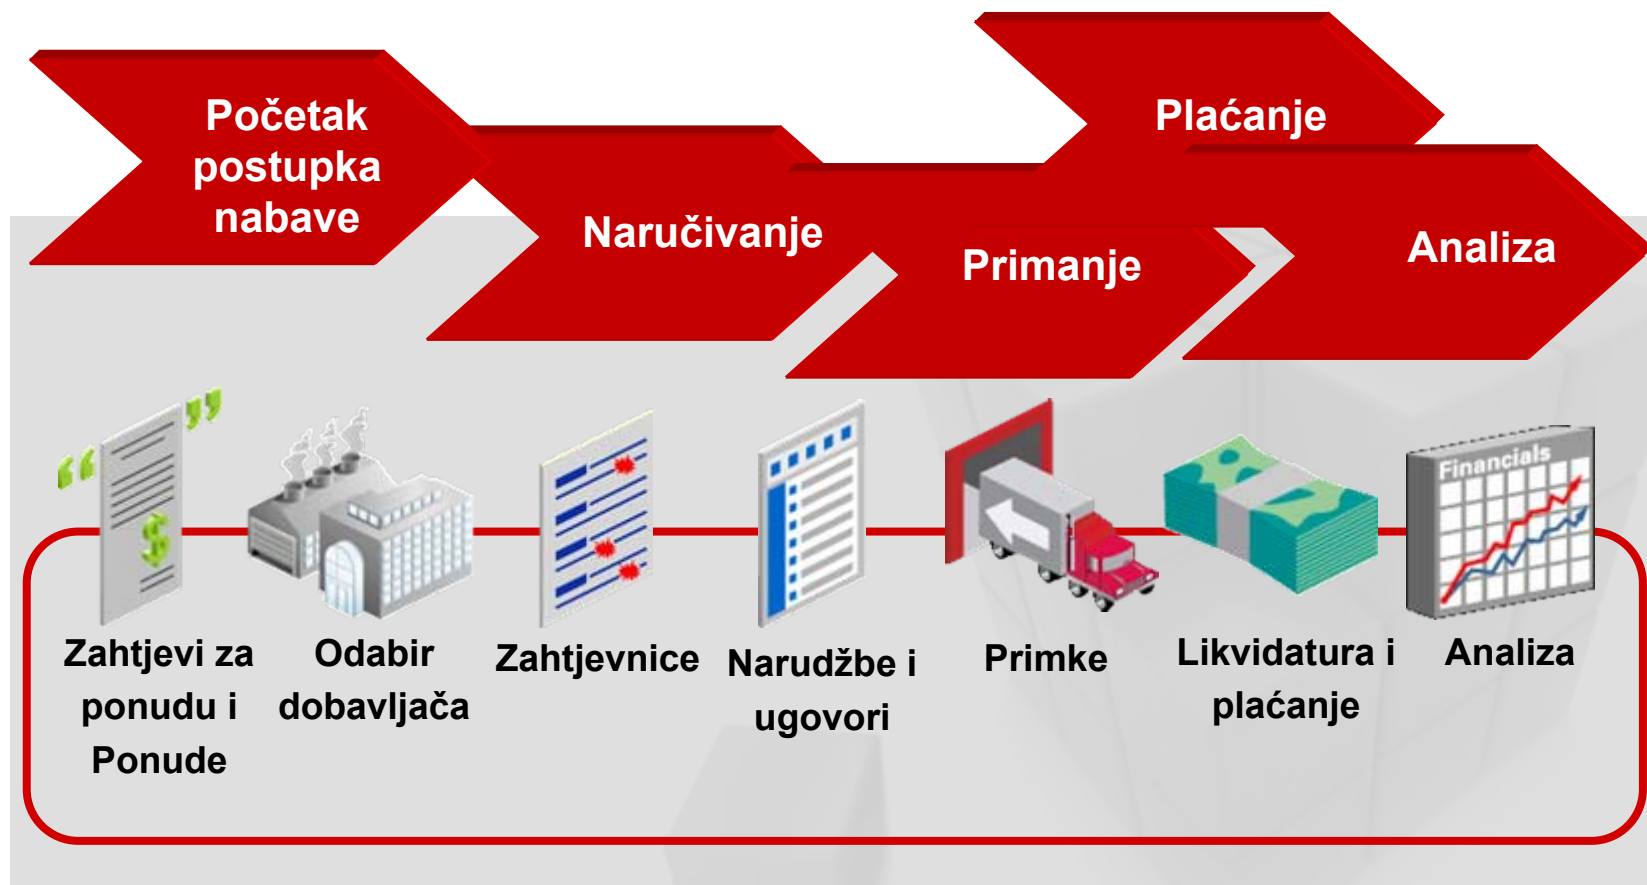 Početak
postupka
nabave
Naručivanje
Primanje
Plaćanje
Analiza
“
”
$
Financials
Zahtjevi za
ponudu i
Ponude
Odabir
dobavljača
Zahtjevnice
Narudžbe i
ugovori
Primke
Likvidatura i
plaćanje
Analiza